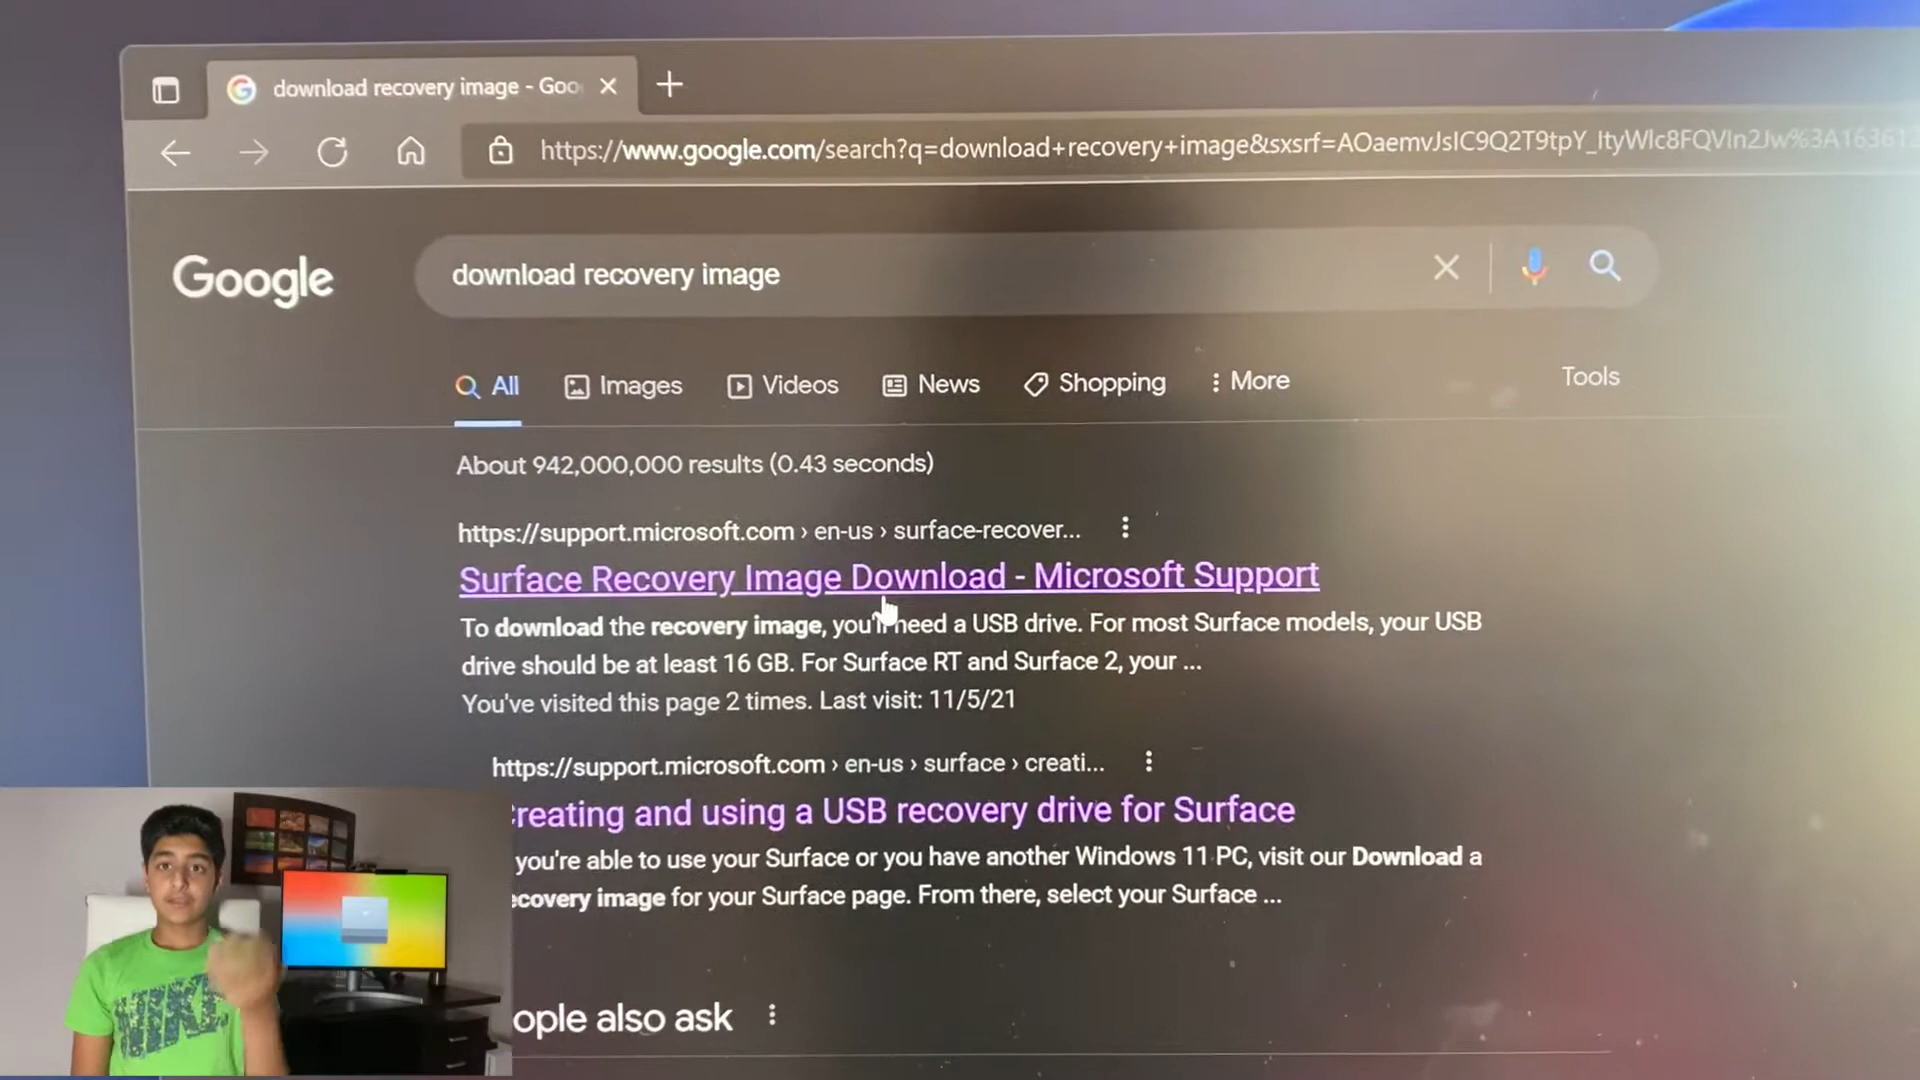 download recovery image - Goo
https://www.google.com/search?q=download+recovery+image&sxsrf=AOaemvJsIC9Q2T9tpY_ItyWlc8FQVIn2Jw%3A163612
Google
download recovery image
All Images Videos News Shopping More Tools
About 942,000,000 results (0.43 seconds)
https://support.microsoft.com › en-us › surface-recover...
Surface Recovery Image Download - Microsoft Support
To download the recovery image, you'll need a USB drive. For most Surface models, your USB
drive should be at least 16 GB. For Surface RT and Surface 2, your ...
You've visited this page 2 times. Last visit: 11/5/21
https://support.microsoft.com › en-us › surface › creati...
reating and using a USB recovery drive for Surface
you're able to use your Surface or you have another Windows 11 PC, visit our Download a
ecovery image for your Surface page. From there, select your Surface ...
ople also ask
NIKE